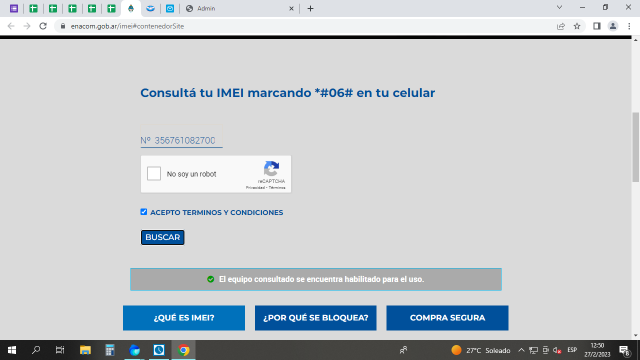 Admin
enacom.gob.ar/imei#contenedorSite
Consultá tu IMEI marcando *#06# en tu celular
Nº 356761082700
No soy un robot
reCAPTCHA
Privacidad - Términos
ACEPTO TERMINOS Y CONDICIONES
BUSCAR
El equipo consultado se encuentra habilitado para el uso.
¿QUÉ ES IMEI?
¿POR QUÉ SE BLOQUEA?
COMPRA SEGURA
27°C Soleado
ESP
12:50
27/2/2023